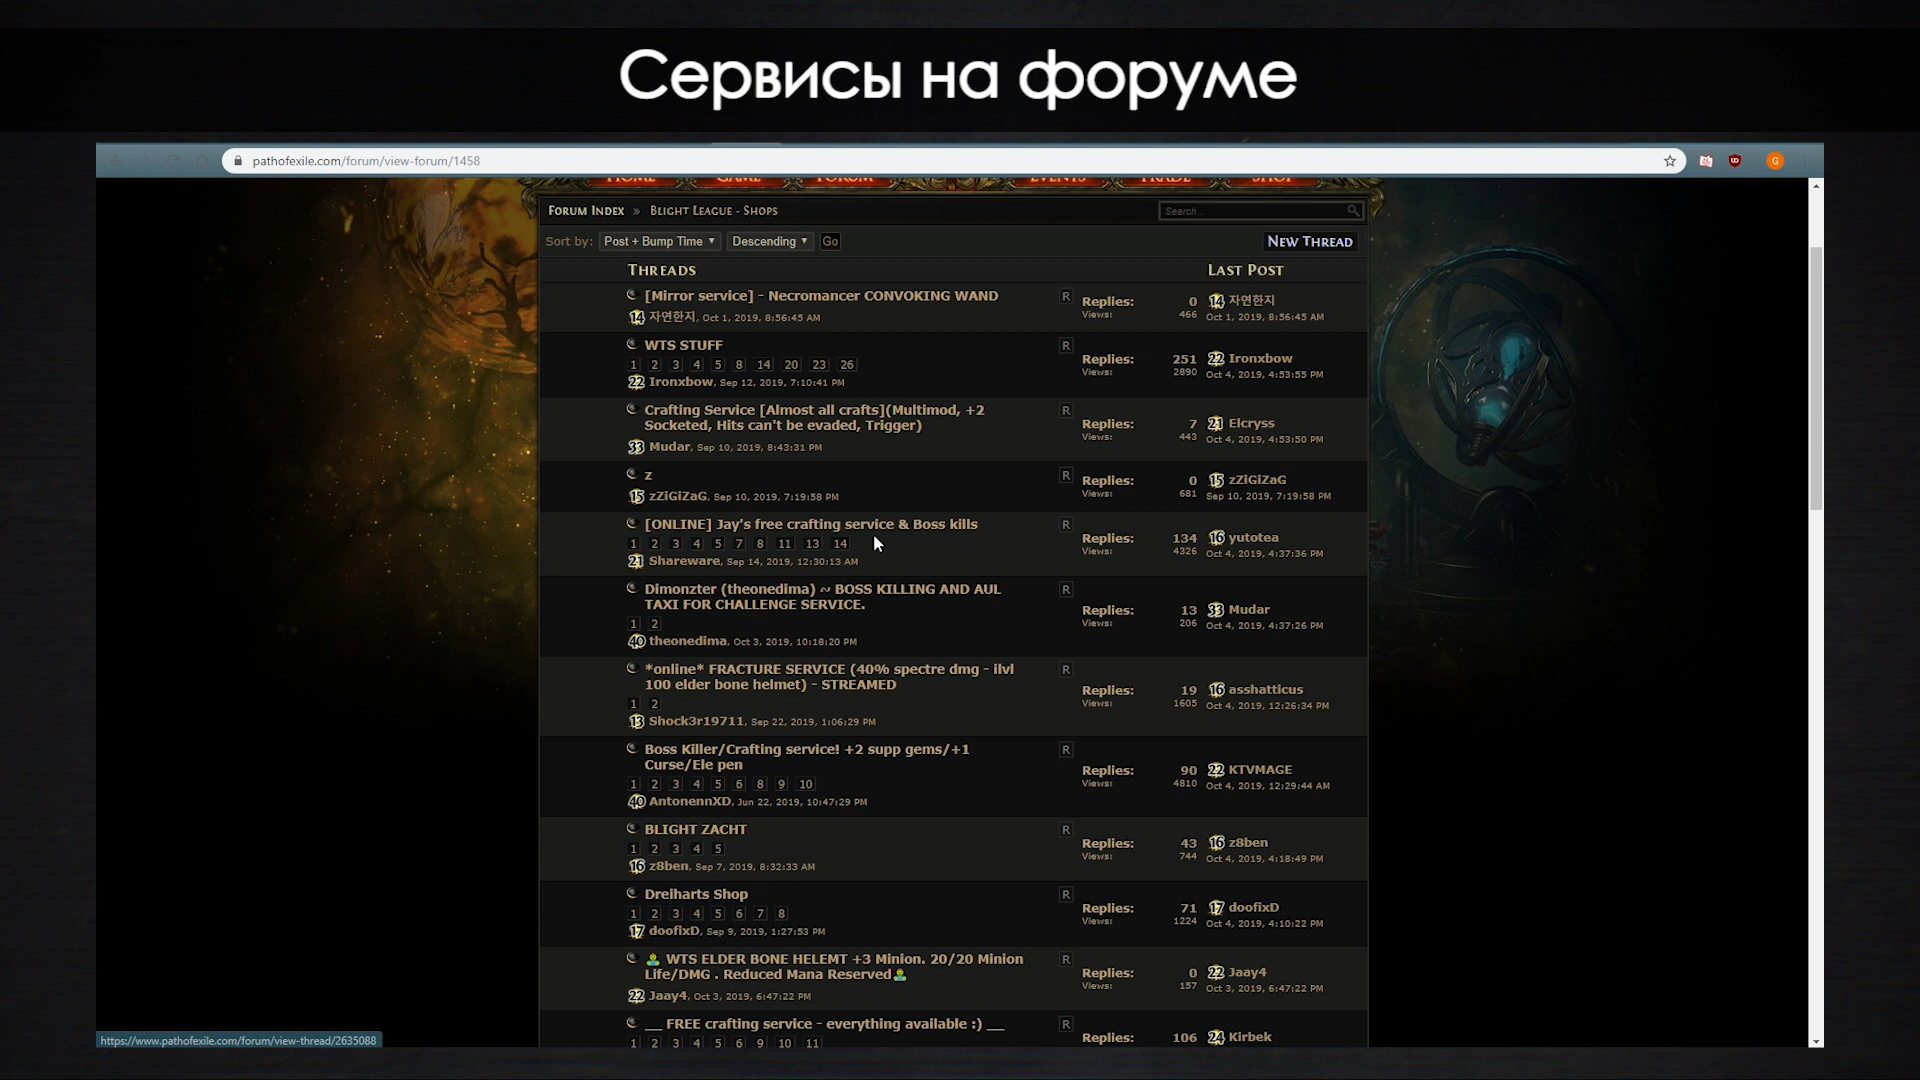 Сервисы на форуме
pathofexile.com/forum/view-forum/1458
HOME GAME FORUM EVENTS TRADE SHOP
FORUM INDEX » BLIGHT LEAGUE - SHOPS Search...
Sort by: Post + Bump Time Descending Go NEW THREAD
THREADS LAST POST
[Mirror service] - Necromancer CONVOKING WAND R Replies: 0 14 자연한지
14 자연한지, Oct 1, 2019, 8:56:45 AM Views: 466 Oct 1, 2019, 8:56:45 AM
WTS STUFF R
1 2 3 4 5 8 14 20 23 26 Replies: 251 22 Ironxbow
22 Ironxbow, Sep 12, 2019, 7:10:41 PM Views: 2890 Oct 4, 2019, 4:53:55 PM
Crafting Service [Almost all crafts](Multimod, +2 R
Socketed, Hits can't be evaded, Trigger) Replies: 7 21 Elcryss
33 Mudar, Sep 10, 2019, 8:43:31 PM Views: 443 Oct 4, 2019, 4:53:50 PM
z R Replies: 0 15 zZiGiZaG
15 zZiGiZaG, Sep 10, 2019, 7:19:58 PM Views: 681 Sep 10, 2019, 7:19:58 PM
[ONLINE] Jay's free crafting service & Boss kills R
1 2 3 4 5 7 8 11 13 14 Replies: 134 16 yutotea
21 Shareware, Sep 14, 2019, 12:30:13 AM Views: 4326 Oct 4, 2019, 4:37:36 PM
Dimonzter (theonedima) ~ BOSS KILLING AND AUL R
TAXI FOR CHALLENGE SERVICE. Replies: 13 33 Mudar
1 2 Views: 206 Oct 4, 2019, 4:37:26 PM
40 theonedima, Oct 3, 2019, 10:18:20 PM
*online* FRACTURE SERVICE (40% spectre dmg - ilvl R
100 elder bone helmet) - STREAMED Replies: 19 16 asshatticus
1 2 Views: 1605 Oct 4, 2019, 12:26:34 PM
13 Shock3r19711, Sep 22, 2019, 1:06:29 PM
Boss Killer/Crafting service! +2 supp gems/+1 R
Curse/Ele pen Replies: 90 22 KTVMAGE
1 2 3 4 5 6 8 9 10 Views: 4810 Oct 4, 2019, 12:29:44 AM
40 AntonennXD, Jun 22, 2019, 10:47:29 PM
BLIGHT ZACHT R
1 2 3 4 5 Replies: 43 16 z8ben
16 z8ben, Sep 7, 2019, 8:32:33 AM Views: 744 Oct 4, 2019, 4:18:49 PM
Dreiharts Shop R
1 2 3 4 5 6 7 8 Replies: 71 17 doofixD
17 doofixD, Sep 9, 2019, 1:27:53 PM Views: 1224 Oct 4, 2019, 4:10:22 PM
WTS ELDER BONE HELEMT +3 Minion. 20/20 Minion R
Life/DMG . Reduced Mana Reserved Replies: 0 22 Jaay4
22 Jaay4, Oct 3, 2019, 6:47:22 PM Views: 157 Oct 3, 2019, 6:47:22 PM
__ FREE crafting service - everything available :) __ R
1 2 3 4 5 6 9 10 11 Replies: 106 24 Kirbek
https://www.pathofexile.com/forum/view-thread/2635088